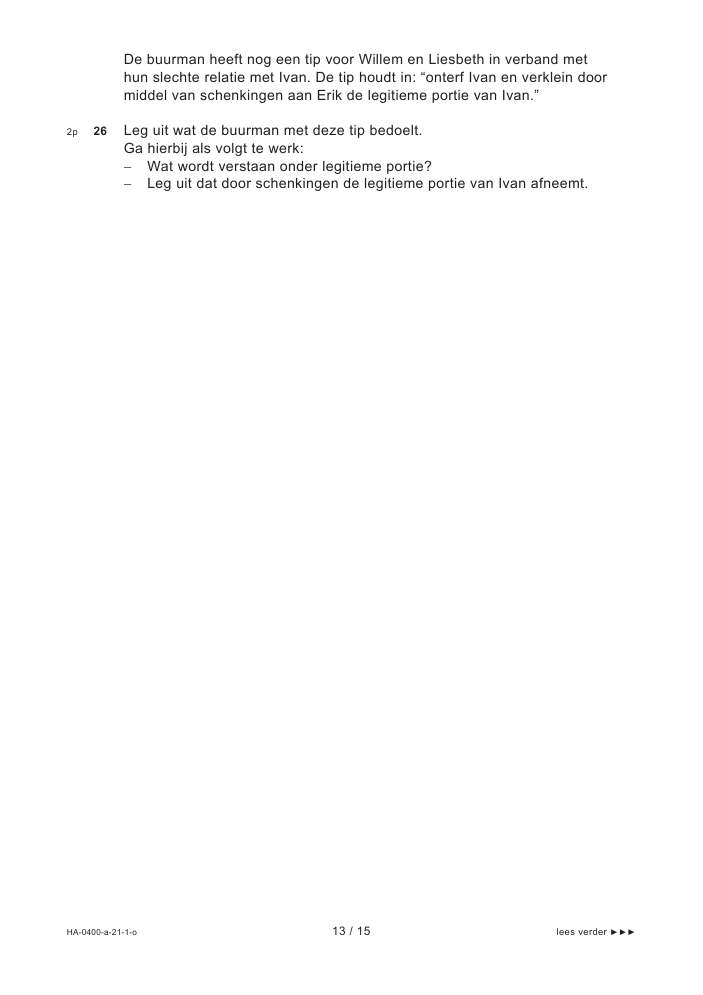 De buurman heeft nog een tip voor Willem en Liesbeth in verband met
hun slechte relatie met Ivan. De tip houdt in: “onterf Ivan en verklein door
middel van schenkingen aan Erik de legitieme portie van Ivan.”
2p 26 Leg uit wat de buurman met deze tip bedoelt.
Ga hierbij als volgt te werk:
− Wat wordt verstaan onder legitieme portie?
− Leg uit dat door schenkingen de legitieme portie van Ivan afneemt.
HA-0400-a-21-1-o 13 / 15 lees verder ►►►